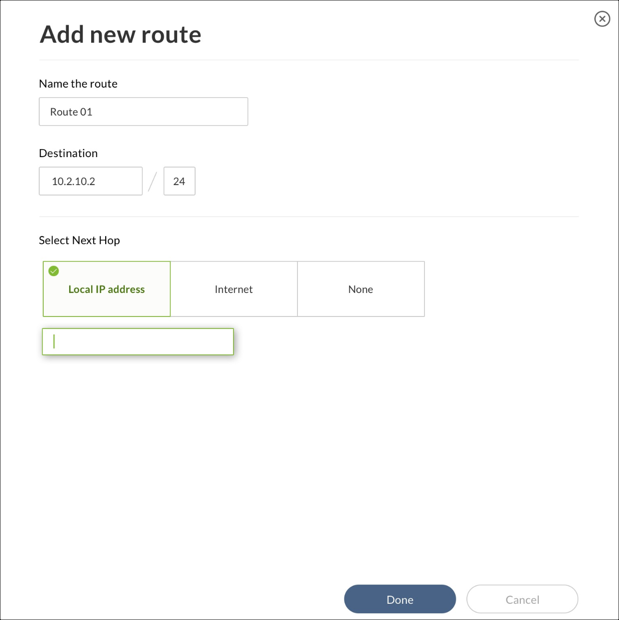 Add new route
Name the route
Route 01
Destination
10.2.10.2 / 24
Select Next Hop
Local IP address Internet None
Done Cancel